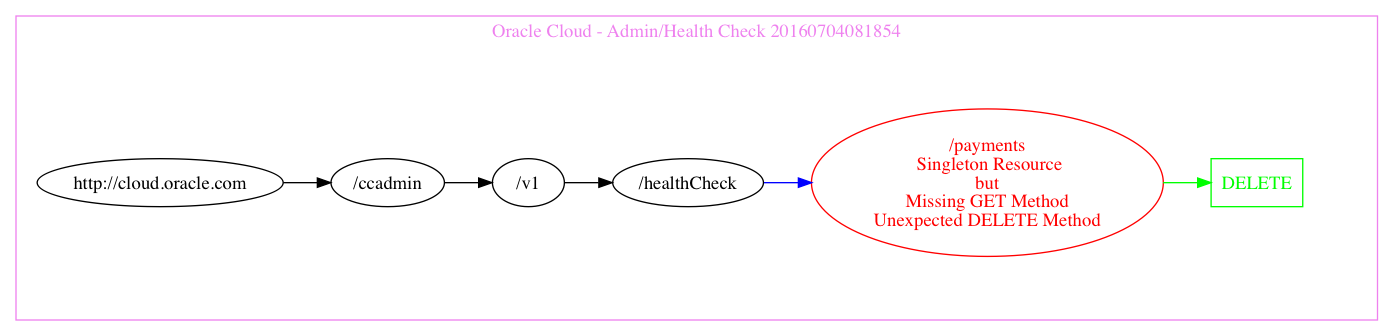 Oracle Cloud - Admin/Health Check 20160704081854
http://cloud.oracle.com
/ccadmin
/v1
/healthCheck
/payments
Singleton Resource
but
Missing GET Method
Unexpected DELETE Method
DELETE